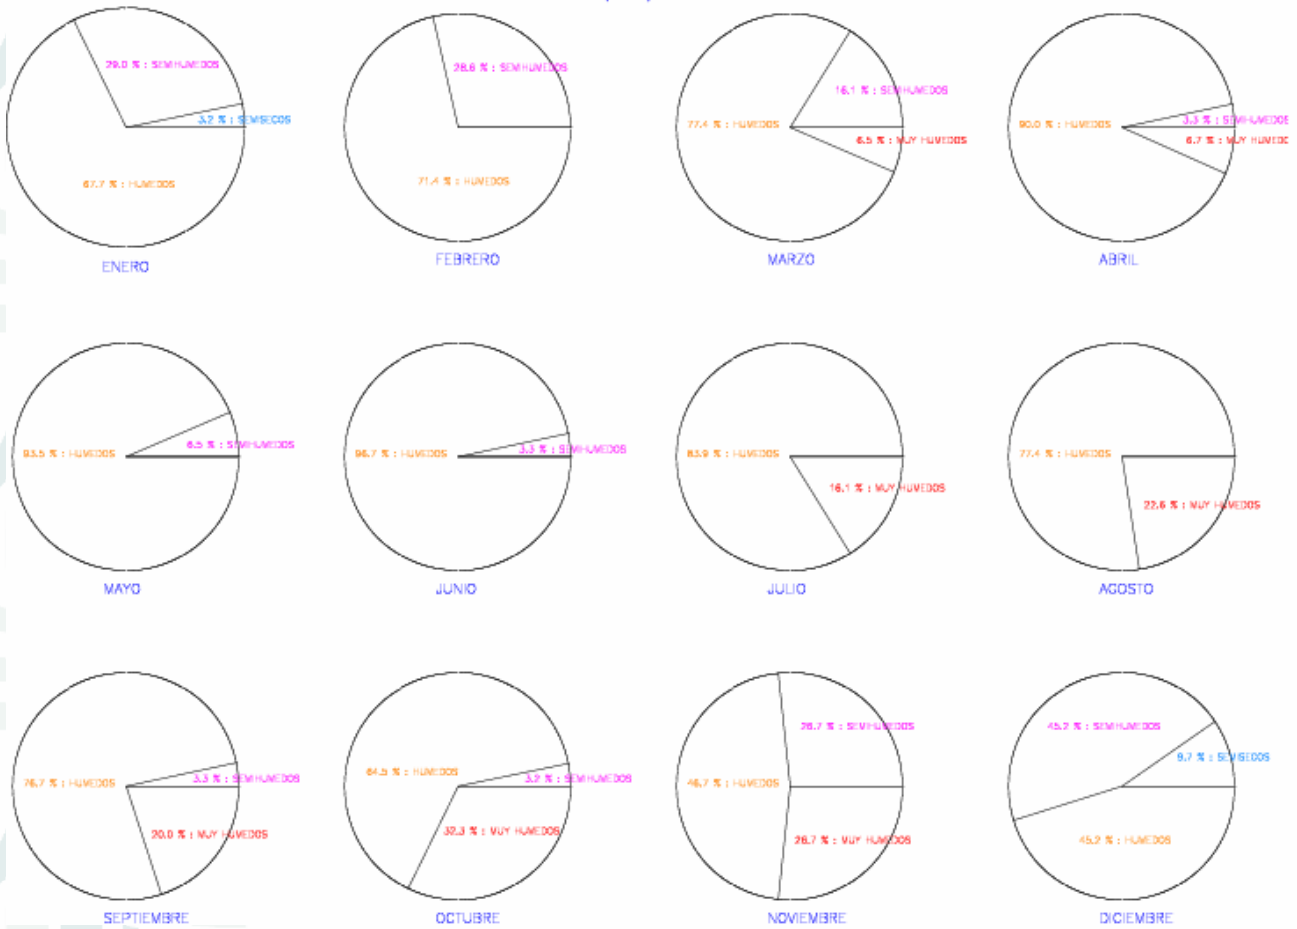 29.0 % : SEMIHUMEDOS
3.2 % : SEMISECOS
67.7 % : HUMEDOS
ENERO
28.6 % : SEMIHUMEDOS
71.4 % : HUMEDOS
FEBRERO
16.1 % : SEMIHUMEDOS
77.4 % : HUMEDOS
6.5 % : MUY HUMEDOS
MARZO
90.0 % : HUMEDOS
3.3 % : SEMIHUMEDOS
6.7 % : MUY HUMEDO
ABRIL
93.5 % : HUMEDOS
6.5 % : SEMIHUMEDOS
MAYO
96.7 % : HUMEDOS
3.3 % : SEMIHUMEDOS
JUNIO
83.9 % : HUMEDOS
16.1 % : MUY HUMEDOS
JULIO
77.4 % : HUMEDOS
22.6 % : MUY HUMEDOS
AGOSTO
76.7 % : HUMEDOS
3.3 % : SEMIHUMEDOS
20.0 % : MUY HUMEDOS
SEPTIEMBRE
64.5 % : HUMEDOS
3.2 % : SEMIHUMEDOS
32.3 % : MUY HUMEDOS
OCTUBRE
26.7 % : SEMIHUMEDOS
46.7 % : HUMEDOS
26.7 % : MUY HUMEDOS
NOVIEMBRE
45.2 % : SEMIHUMEDOS
9.7 % : SEMISECOS
45.2 % : HUMEDOS
DICIEMBRE